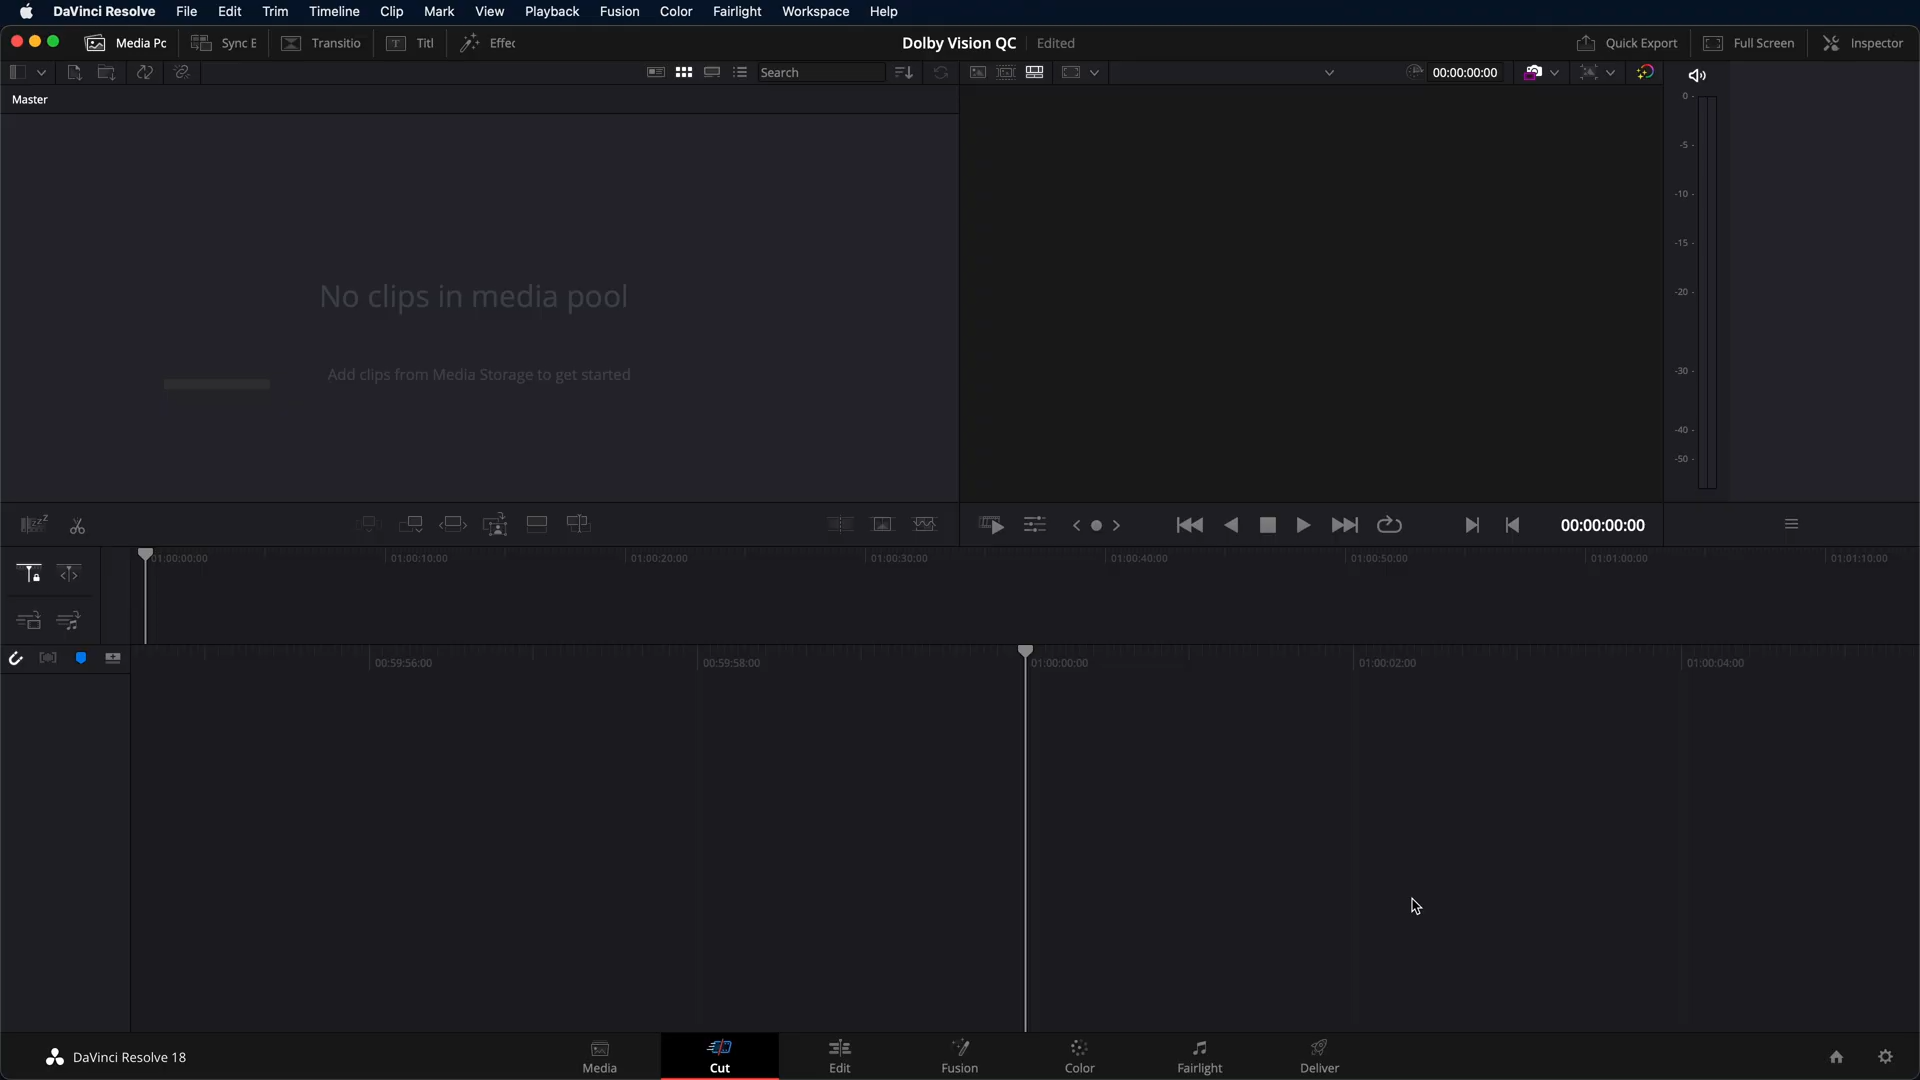 DaVinci Resolve File Edit Trim Timeline Clip Mark View Playback Fusion Color Fairlight Workspace Help
Media Pc Sync E Transitio Titl Effec Dolby Vision QC Edited Quick Export Full Screen Inspector
Search 00:00:00:00
Master
0
-5
-10
-15
-20
-30
-40
-50
No clips in media pool
Add clips from Media Storage to get started
00:00:00:00
01:00:00:00 01:00:10:00 01:00:20:00 01:00:30:00 01:00:40:00 01:00:50:00 01:01:00:00 01:01:10:00
00:59:56:00 00:59:58:00 01:00:00:00 01:00:02:00 01:00:04:00
DaVinci Resolve 18 Media Cut Edit Fusion Color Fairlight Deliver